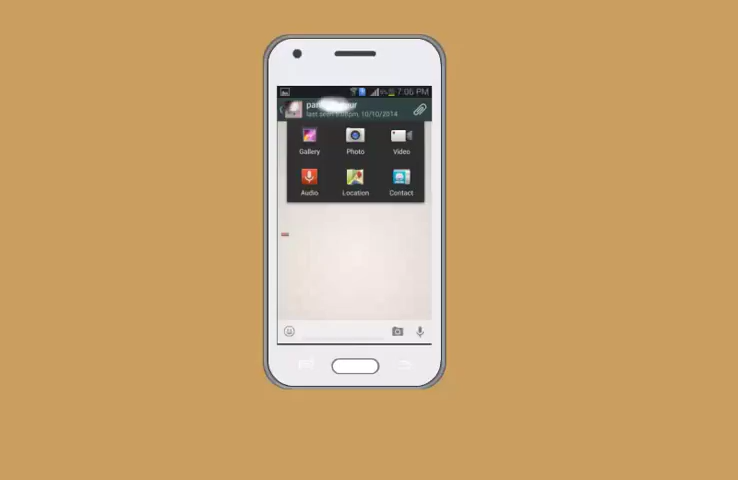 7:06 PM
last seen 10/10/2014
Gallery
Photo
Video
Audio
Location
Contact